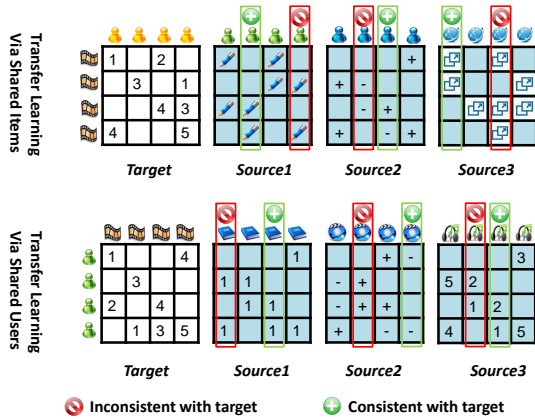 Transfer Learning
Via Shared Items
1 2 +
3 1 + -
4 3 - +
4 5 + - +
Target Source1 Source2 Source3
Transfer Learning
Via Shared Users
1 4 1 + - 3
3 1 1 - + 5 2
2 4 1 1 - + + 1 2
1 3 5 1 1 1 + - - 4 1 5
Target Source1 Source2 Source3
Inconsistent with target Consistent with target